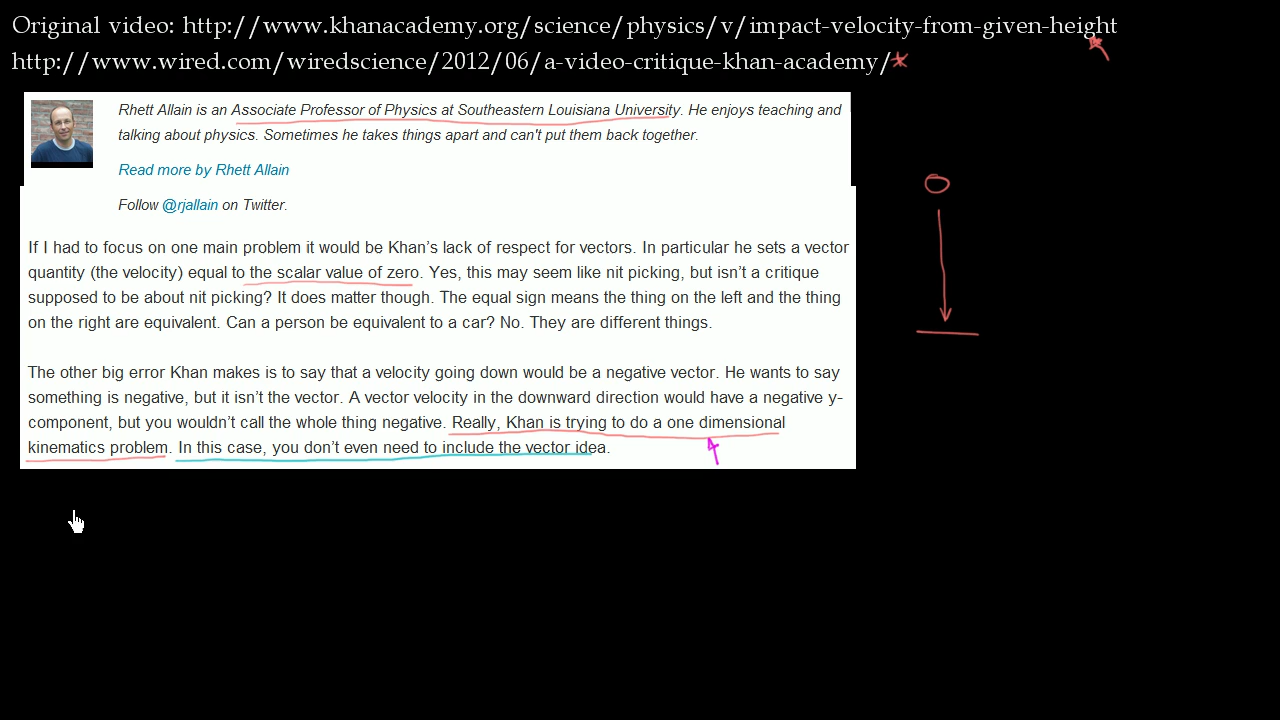 Original video: http://www.khanacademy.org/science/physics/v/impact-velocity-from-given-height
http://www.wired.com/wiredscience/2012/06/a-video-critique-khan-academy/*
Rhett Allain is an Associate Professor of Physics at Southeastern Louisiana University. He enjoys teaching and
talking about physics. Sometimes he takes things apart and can't put them back together.
Read more by Rhett Allain
Follow @rjallain on Twitter.
If I had to focus on one main problem it would be Khan's lack of respect for vectors. In particular he sets a vector
quantity (the velocity) equal to the scalar value of zero. Yes, this may seem like nit picking, but isn't a critique
supposed to be about nit picking? It does matter though. The equal sign means the thing on the left and the thing
on the right are equivalent. Can a person be equivalent to a car? No. They are different things.
The other big error Khan makes is to say that a velocity going down would be a negative vector. He wants to say
something is negative, but it isn't the vector. A vector velocity in the downward direction would have a negative y-
component, but you wouldn't call the whole thing negative. Really, Khan is trying to do a one dimensional
kinematics problem. In this case, you don't even need to include the vector idea.